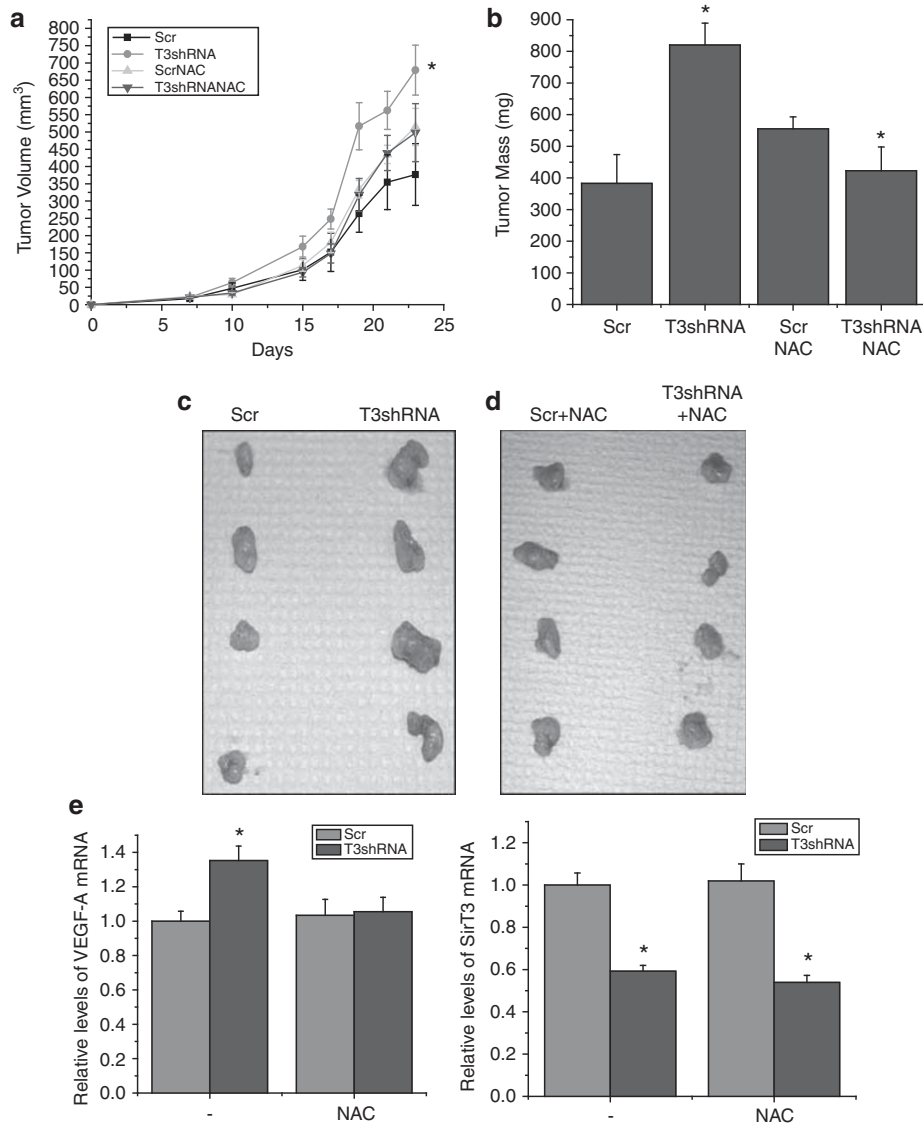 a
800
750
700
650
600
550
500
450
400
350
300
250
200
150
100
50
0
Tumor Volume (mm³)
Scr
T3shRNA
ScrNAC
T3shRNANAC
*
0 5 10 15 20 25
Days
b
900
800
700
600
500
400
300
200
100
0
Tumor Mass (mg)
*
*
Scr T3shRNA Scr NAC T3shRNA NAC
c
Scr T3shRNA
d
Scr+NAC T3shRNA +NAC
e
Relative levels of VEGF-A mRNA
1.4
1.2
1.0
0.8
0.6
0.4
0.2
0.0
Scr
T3shRNA
*
- NAC
Relative levels of SirT3 mRNA
1.2
1.0
0.8
0.6
0.4
0.2
0.0
Scr
T3shRNA
*
*
- NAC